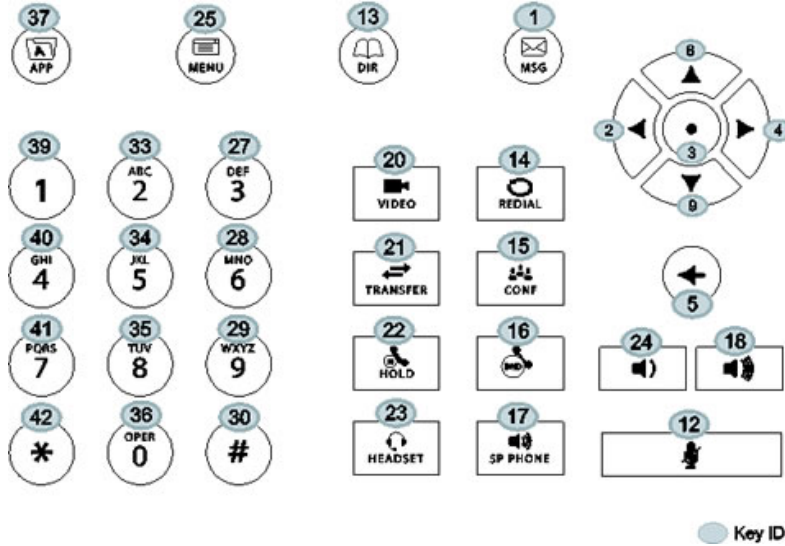 37 25 13 1
APP MENU DIR MSG
8
2 3 4
9
39 33 27
1 ABC 2 DEF 3
20 14
VIDEO REDIAL
40 34 28
GHI 4 JKL 5 MNO 6
21 15
TRANSFER CONF
5
41 35 29
PQRS 7 TUV 8 WXYZ 9
22 16
HOLD DND
24 18
42 36 30
* OPER 0 #
23 17
HEADSET SP PHONE
12
Key ID